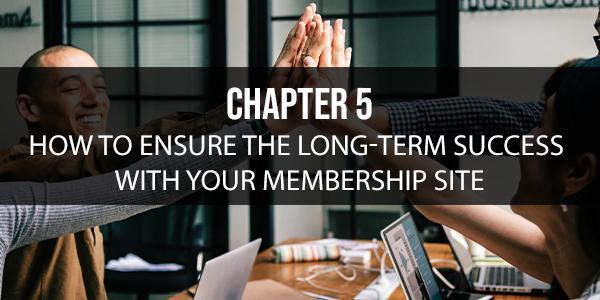 CHAPTER 5
HOW TO ENSURE THE LONG-TERM SUCCESS
WITH YOUR MEMBERSHIP SITE